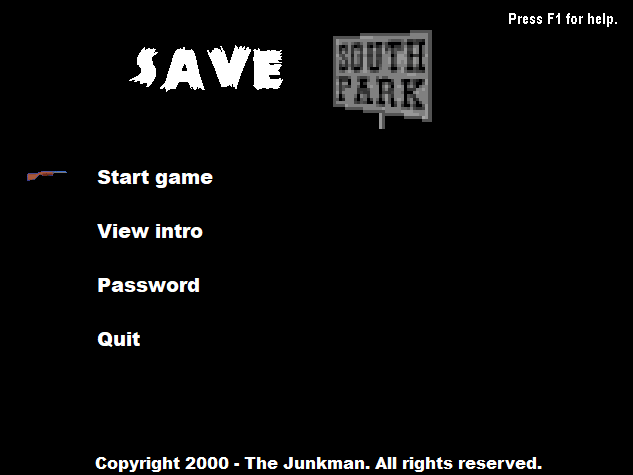 Press F1 for help.
SAVE
SOUTH
PARK
Start game
View intro
Password
Quit
Copyright 2000 - The Junkman. All rights reserved.